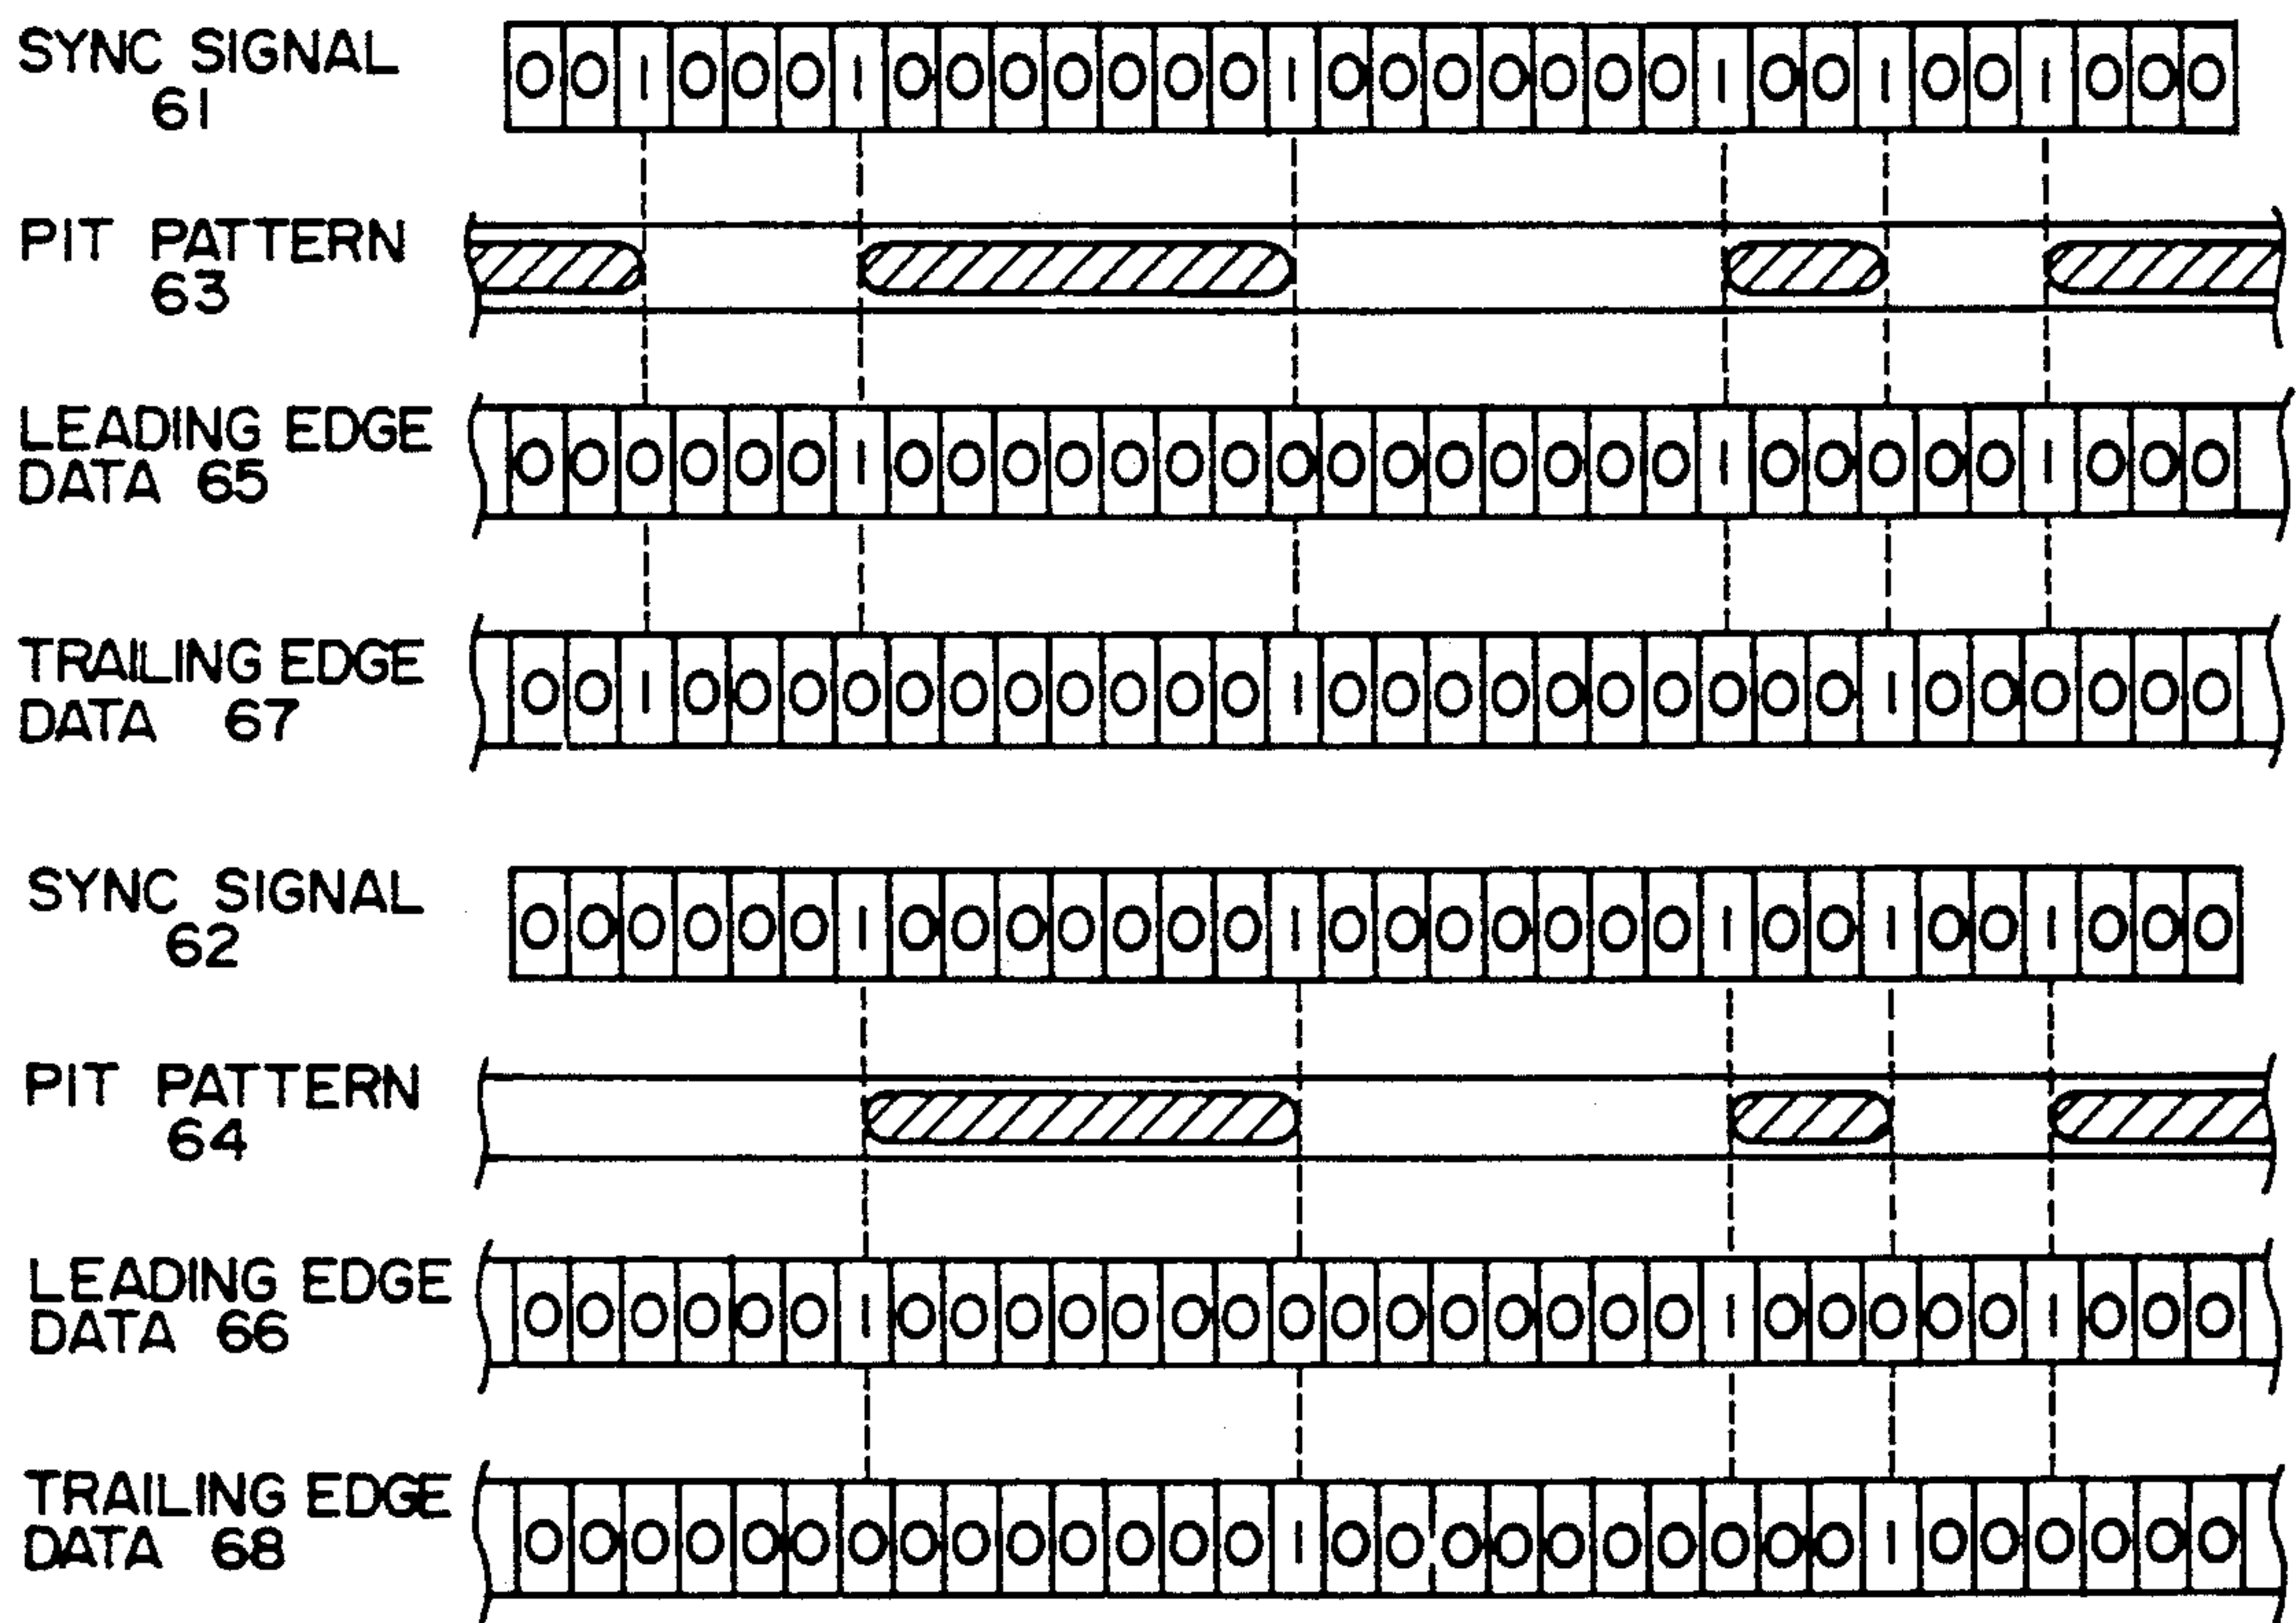 SYNC SIGNAL
61
0 0 1 0 0 0 1 0 0 0 0 0 0 0 1 0 0 0 0 0 0 0 1 0 0 1 0 0 1 0 0 0
PIT PATTERN
63
LEADING EDGE
DATA 65
0 0 0 0 0 0 1 0 0 0 0 0 0 0 0 0 0 0 0 0 0 0 1 0 0 0 0 0 1 0 0 0
TRAILING EDGE
DATA 67
0 0 1 0 0 0 0 0 0 0 0 0 0 0 1 0 0 0 0 0 0 0 0 0 0 1 0 0 0 0 0 0
SYNC SIGNAL
62
0 0 0 0 0 0 1 0 0 0 0 0 0 0 1 0 0 0 0 0 0 0 1 0 0 1 0 0 1 0 0 0
PIT PATTERN
64
LEADING EDGE
DATA 66
0 0 0 0 0 0 1 0 0 0 0 0 0 0 0 0 0 0 0 0 0 0 1 0 0 0 0 0 1 0 0 0
TRAILING EDGE
DATA 68
0 0 0 0 0 0 0 0 0 0 0 0 0 0 1 0 0 0 0 0 0 0 0 0 0 1 0 0 0 0 0 0